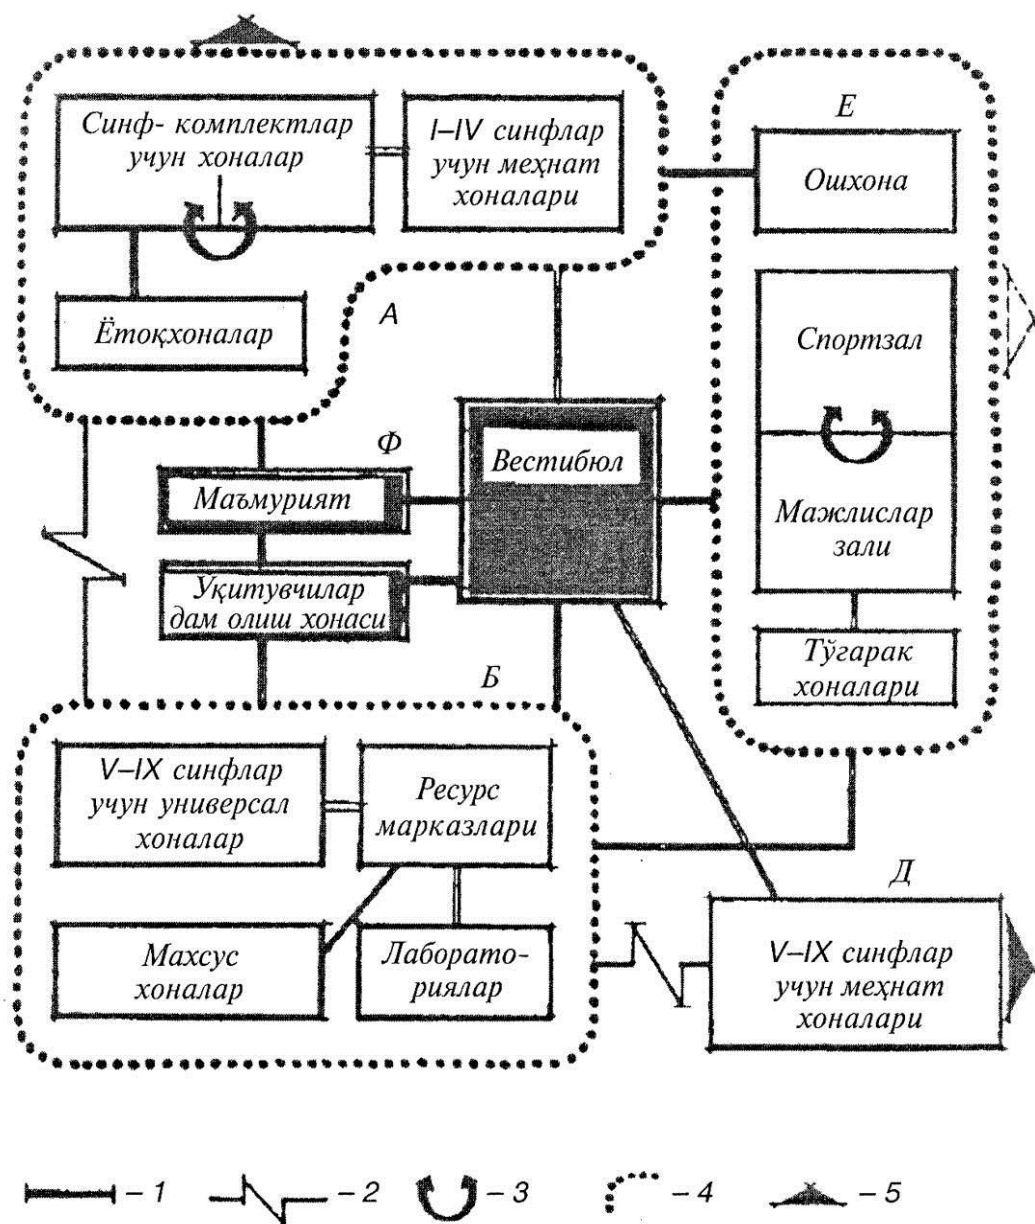 Синф- комплектлар
учун хоналар
I–IV синфлар
учун меҳнат
хоналари
Ётоқхоналар
А
Е
Ошхона
Спортзал
Мажлислар
зали
Тўгарак
хоналари
Ф
Маъмурият
Вестибюл
Уқитувчилар
дам олиш хонаси
Б
V–IX синфлар
учун универсал
хоналар
Ресурс
марказлари
Махсус
хоналар
Лаборато-
риялар
Д
V–IX синфлар
учун меҳнат
хоналари
– 1
– 2
– 3
– 4
– 5